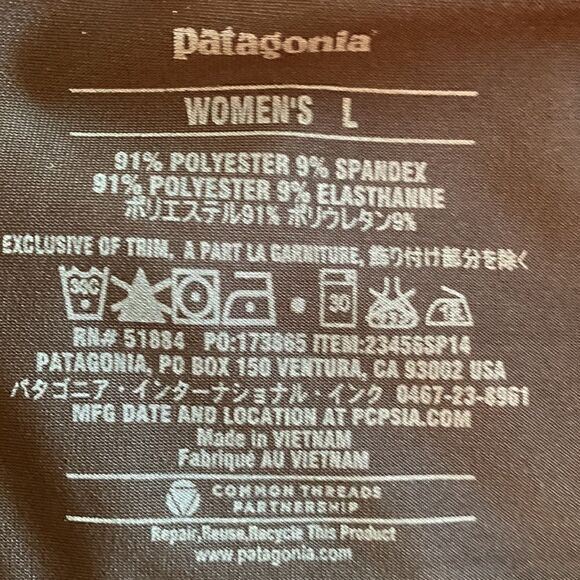 patagonia
WOMEN'S L
91% POLYESTER 9% SPANDEX
91% POLYESTER 9% ELASTHANNE
ポリエステル91% ポリウレタン9%
EXCLUSIVE OF TRIM, A PART LA GARNITURE, 飾り付け部分を除く
30C 30
RN# 51884 PO:173865 ITEM:23456SP14
PATAGONIA, PO BOX 150 VENTURA, CA 93002 USA
パタゴニア・インターナショナル・インク 0467-23-8961
MFG DATE AND LOCATION AT PCPSIA.COM
Made in VIETNAM
Fabriqué AU VIETNAM
COMMON THREADS
PARTNERSHIP
Repair,Reuse,Recycle This Product
www.patagonia.com